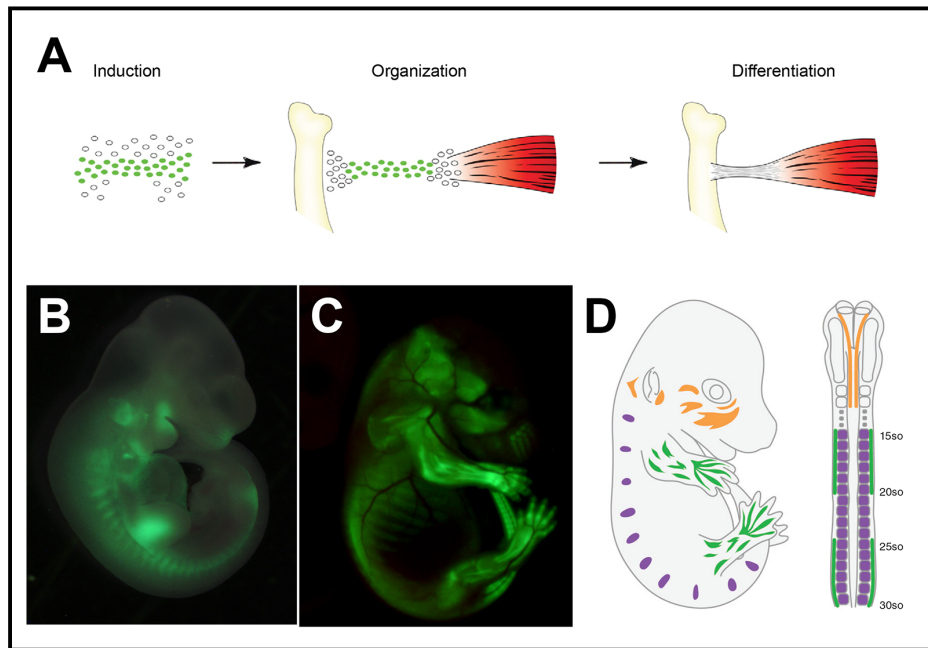 A
Induction
Organization
Differentiation
B
C
D
15so
20so
25so
30so